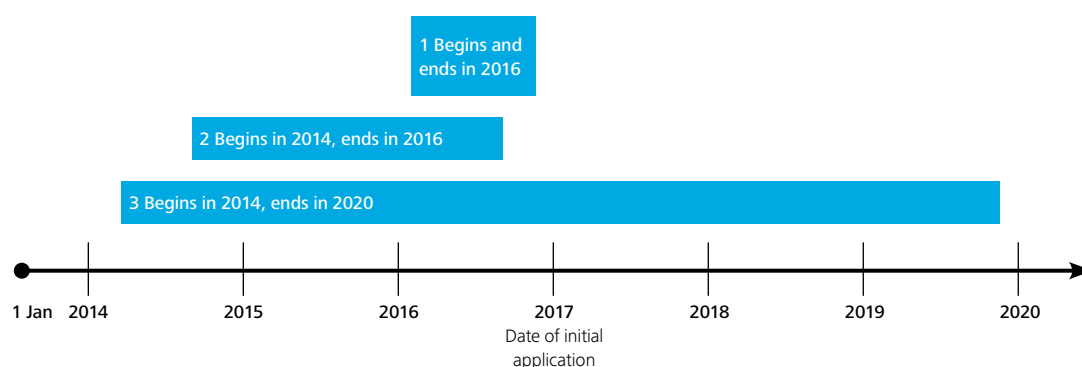 1 Begins and
ends in 2016
2 Begins in 2014, ends in 2016
3 Begins in 2014, ends in 2020
1 Jan 2014 2015 2016 2017 2018 2019 2020
Date of initial
application